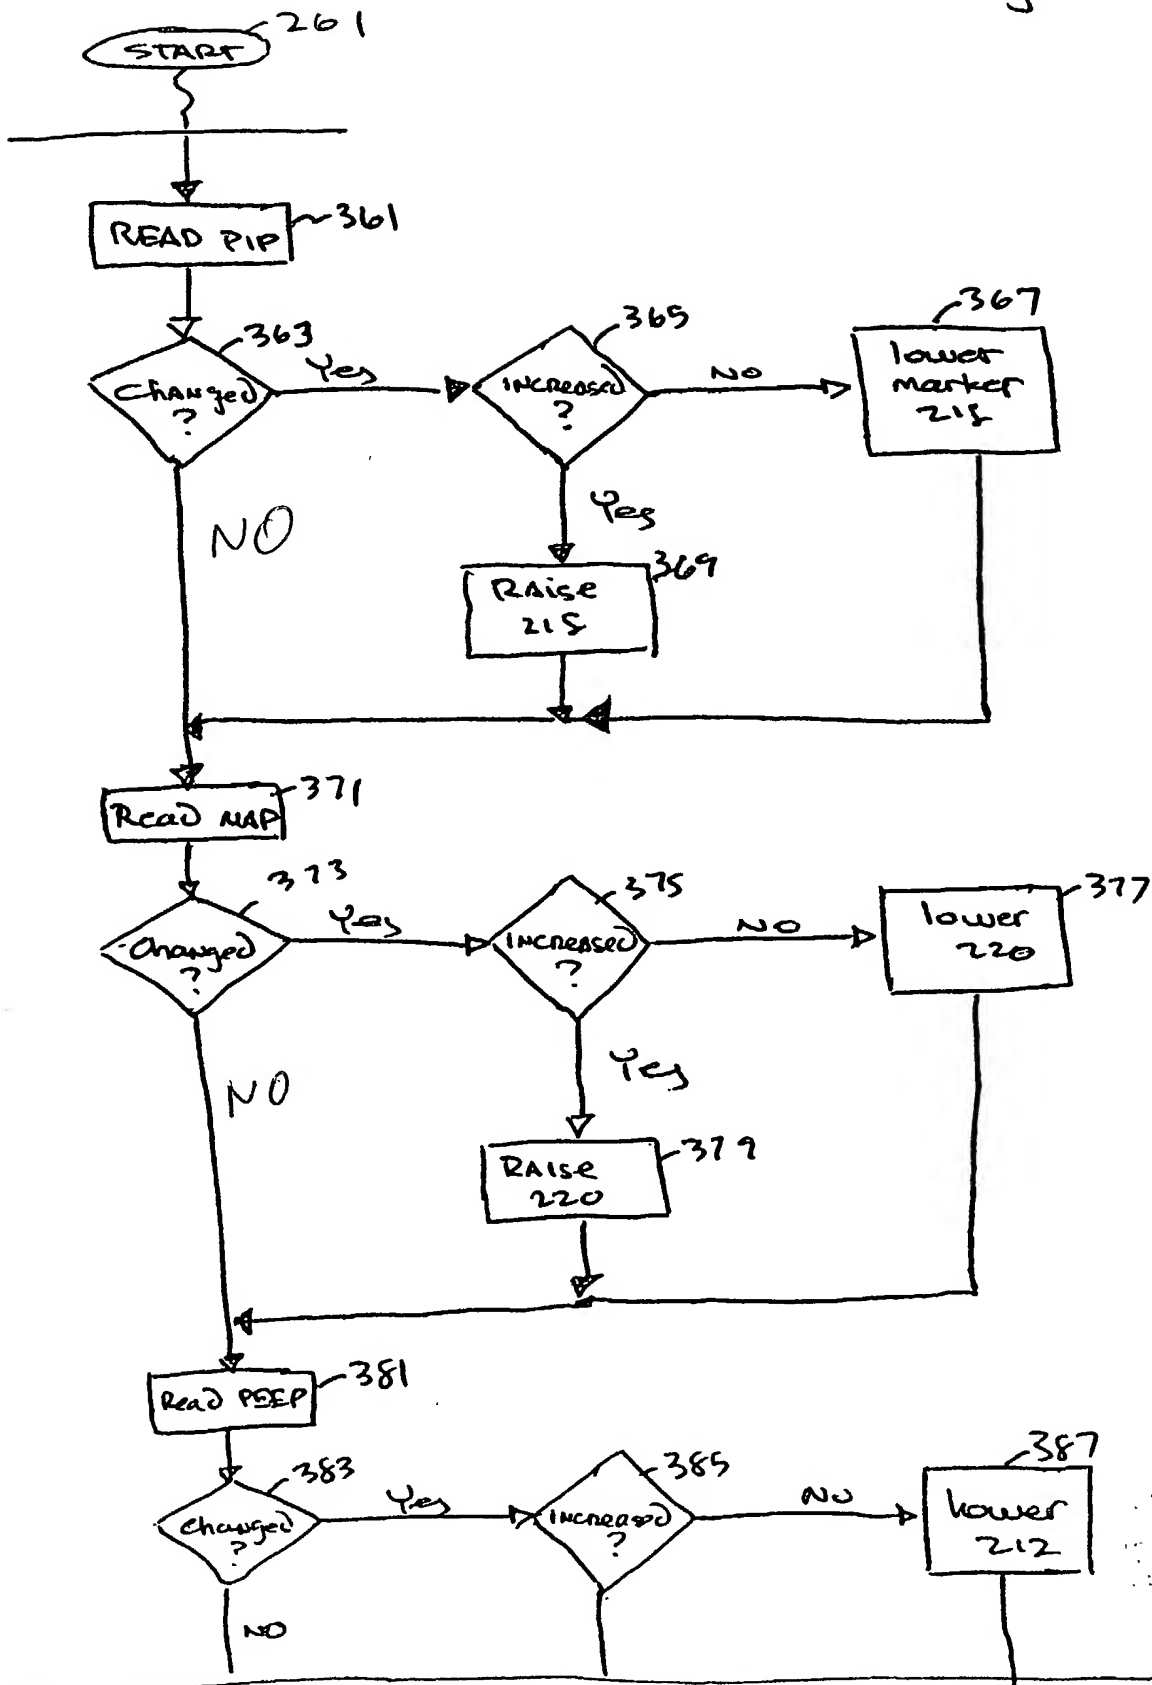 261
START
READ PIP
361
363
Changed
?
Yes
365
INCREASED
?
NO
367
lower
marker
215
NO
Yes
369
RAise
215
371
Read MAP
373
Changed
?
Yes
375
INCREASED
?
NO
377
lower
220
NO
Yes
379
RAise
220
381
Read PEEP
383
Changed
?
Yes
385
INCREASED
?
NO
387
Lower
212
NO